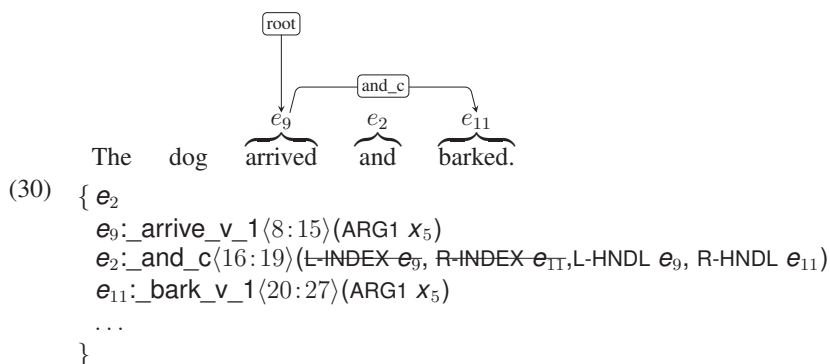 root
and_c
e₉ e₂ e₁₁
The dog arrived and barked.
(30) { e₂
e₉:_arrive_v_1⟨8:15⟩(ARG1 x₅)
e₂:_and_c⟨16:19⟩(L-INDEX e₉, R-INDEX e₁₁,L-HNDL e₉, R-HNDL e₁₁)
e₁₁:_bark_v_1⟨20:27⟩(ARG1 x₅)
...
}